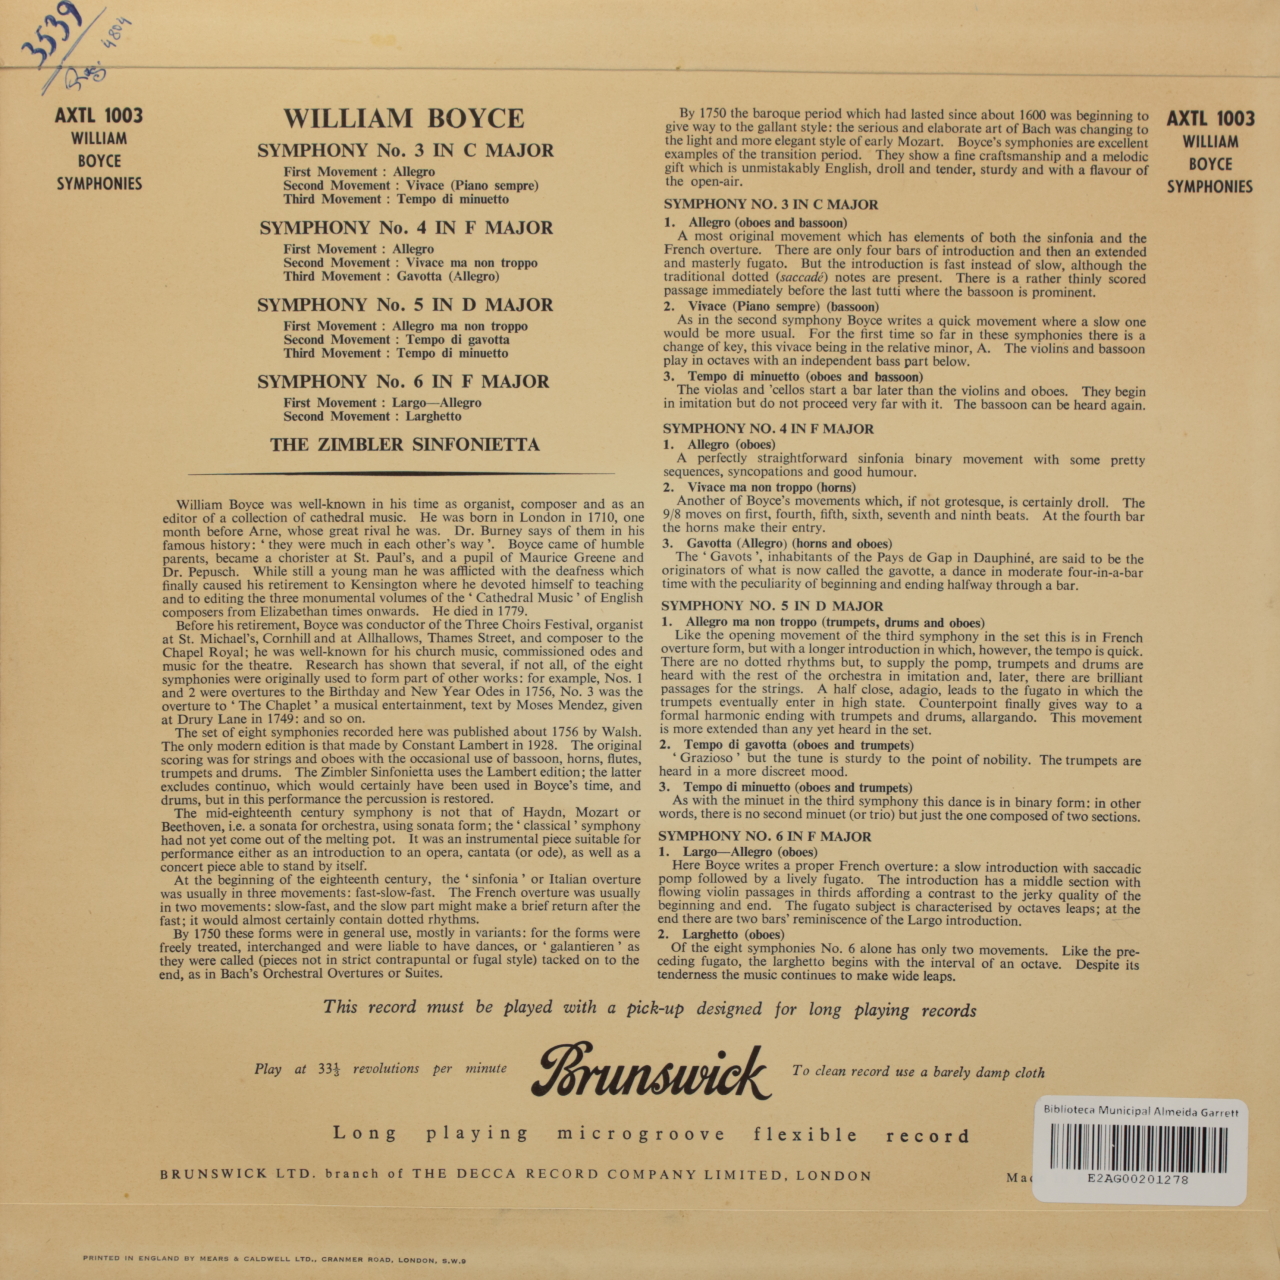 3539
Reg. 4804
AXTL 1003
WILLIAM
BOYCE
SYMPHONIES
WILLIAM BOYCE
SYMPHONY No. 3 IN C MAJOR
First Movement : Allegro
Second Movement : Vivace (Piano sempre)
Third Movement : Tempo di minuetto
SYMPHONY No. 4 IN F MAJOR
First Movement : Allegro
Second Movement : Vivace ma non troppo
Third Movement : Gavotta (Allegro)
SYMPHONY No. 5 IN D MAJOR
First Movement : Allegro ma non troppo
Second Movement : Tempo di gavotta
Third Movement : Tempo di minuetto
SYMPHONY No. 6 IN F MAJOR
First Movement : Largo—Allegro
Second Movement : Larghetto
THE ZIMBLER SINFONIETTA
William Boyce was well-known in his time as organist, composer and as an
editor of a collection of cathedral music. He was born in London in 1710, one
month before Arne, whose great rival he was. Dr. Burney says of them in his
famous history: ‘ they were much in each other's way ’. Boyce came of humble
parents, became a chorister at St. Paul's, and a pupil of Maurice Greene and
Dr. Pepusch. While still a young man he was afflicted with the deafness which
finally caused his retirement to Kensington where he devoted himself to teaching
and to editing the three monumental volumes of the ‘ Cathedral Music ’ of English
composers from Elizabethan times onwards. He died in 1779.
Before his retirement, Boyce was conductor of the Three Choirs Festival, organist
at St. Michael's, Cornhill and at Allhallows, Thames Street, and composer to the
Chapel Royal; he was well-known for his church music, commissioned odes and
music for the theatre. Research has shown that several, if not all, of the eight
symphonies were originally used to form part of other works: for example, Nos. 1
and 2 were overtures to the Birthday and New Year Odes in 1756, No. 3 was the
overture to ‘ The Chaplet ’ a musical entertainment, text by Moses Mendez, given
at Drury Lane in 1749: and so on.
The set of eight symphonies recorded here was published about 1756 by Walsh.
The only modern edition is that made by Constant Lambert in 1928. The original
scoring was for strings and oboes with the occasional use of bassoon, horns, flutes,
trumpets and drums. The Zimbler Sinfonietta uses the Lambert edition; the latter
excludes continuo, which would certainly have been used in Boyce's time, and
drums, but in this performance the percussion is restored.
The mid-eighteenth century symphony is not that of Haydn, Mozart or
Beethoven, i.e. a sonata for orchestra, using sonata form; the ‘ classical ’ symphony
had not yet come out of the melting pot. It was an instrumental piece suitable for
performance either as an introduction to an opera, cantata (or ode), as well as a
concert piece able to stand by itself.
At the beginning of the eighteenth century, the ‘ sinfonia ’ or Italian overture
was usually in three movements: fast-slow-fast. The French overture was usually
in two movements: slow-fast, and the slow part might make a brief return after the
fast; it would almost certainly contain dotted rhythms.
By 1750 these forms were in general use, mostly in variants: for the forms were
freely treated, interchanged and were liable to have dances, or ‘ galantieren ’ as
they were called (pieces not in strict contrapuntal or fugal style) tacked on to the
end, as in Bach's Orchestral Overtures or Suites.
By 1750 the baroque period which had lasted since about 1600 was beginning to
give way to the gallant style: the serious and elaborate art of Bach was changing to
the light and more elegant style of early Mozart. Boyce's symphonies are excellent
examples of the transition period. They show a fine craftsmanship and a melodic
gift which is unmistakably English, droll and tender, sturdy and with a flavour of
the open-air.
SYMPHONY NO. 3 IN C MAJOR
1. Allegro (oboes and bassoon)
A most original movement which has elements of both the sinfonia and the
French overture. There are only four bars of introduction and then an extended
and masterly fugato. But the introduction is fast instead of slow, although the
traditional dotted (saccadé) notes are present. There is a rather thinly scored
passage immediately before the last tutti where the bassoon is prominent.
2. Vivace (Piano sempre) (bassoon)
As in the second symphony Boyce writes a quick movement where a slow one
would be more usual. For the first time so far in these symphonies there is a
change of key, this vivace being in the relative minor, A. The violins and bassoon
play in octaves with an independent bass part below.
3. Tempo di minuetto (oboes and bassoon)
The violas and 'cellos start a bar later than the violins and oboes. They begin
in imitation but do not proceed very far with it. The bassoon can be heard again.
SYMPHONY NO. 4 IN F MAJOR
1. Allegro (oboes)
A perfectly straightforward sinfonia binary movement with some pretty
sequences, syncopations and good humour.
2. Vivace ma non troppo (horns)
Another of Boyce's movements which, if not grotesque, is certainly droll. The
9/8 moves on first, fourth, fifth, sixth, seventh and ninth beats. At the fourth bar
the horns make their entry.
3. Gavotta (Allegro) (horns and oboes)
The ‘ Gavots ’, inhabitants of the Pays de Gap in Dauphiné, are said to be the
originators of what is now called the gavotte, a dance in moderate four-in-a-bar
time with the peculiarity of beginning and ending halfway through a bar.
SYMPHONY NO. 5 IN D MAJOR
1. Allegro ma non troppo (trumpets, drums and oboes)
Like the opening movement of the third symphony in the set this is in French
overture form, but with a longer introduction in which, however, the tempo is quick.
There are no dotted rhythms but, to supply the pomp, trumpets and drums are
heard with the rest of the orchestra in imitation and, later, there are brilliant
passages for the strings. A half close, adagio, leads to the fugato in which the
trumpets eventually enter in high state. Counterpoint finally gives way to a
formal harmonic ending with trumpets and drums, allargando. This movement
is more extended than any yet heard in the set.
2. Tempo di gavotta (oboes and trumpets)
‘ Grazioso ’ but the tune is sturdy to the point of nobility. The trumpets are
heard in a more discreet mood.
3. Tempo di minuetto (oboes and trumpets)
As with the minuet in the third symphony this dance is in binary form: in other
words, there is no second minuet (or trio) but just the one composed of two sections.
SYMPHONY NO. 6 IN F MAJOR
1. Largo—Allegro (oboes)
Here Boyce writes a proper French overture: a slow introduction with saccadic
pomp followed by a lively fugato. The introduction has a middle section with
flowing violin passages in thirds affording a contrast to the jerky quality of the
beginning and end. The fugato subject is characterised by octaves leaps; at the
end there are two bars' reminiscence of the Largo introduction.
2. Larghetto (oboes)
Of the eight symphonies No. 6 alone has only two movements. Like the pre-
ceding fugato, the larghetto begins with the interval of an octave. Despite its
tenderness the music continues to make wide leaps.
AXTL 1003
WILLIAM
BOYCE
SYMPHONIES
This record must be played with a pick-up designed for long playing records
Play at 33⅓ revolutions per minute
Brunswick
To clean record use a barely damp cloth
Long playing microgroove flexible record
BRUNSWICK LTD. branch of THE DECCA RECORD COMPANY LIMITED, LONDON
Biblioteca Municipal Almeida Garrett
E2AG00201278
PRINTED IN ENGLAND BY MEARS & CALDWELL LTD., CRANMER ROAD, LONDON, S.W.9